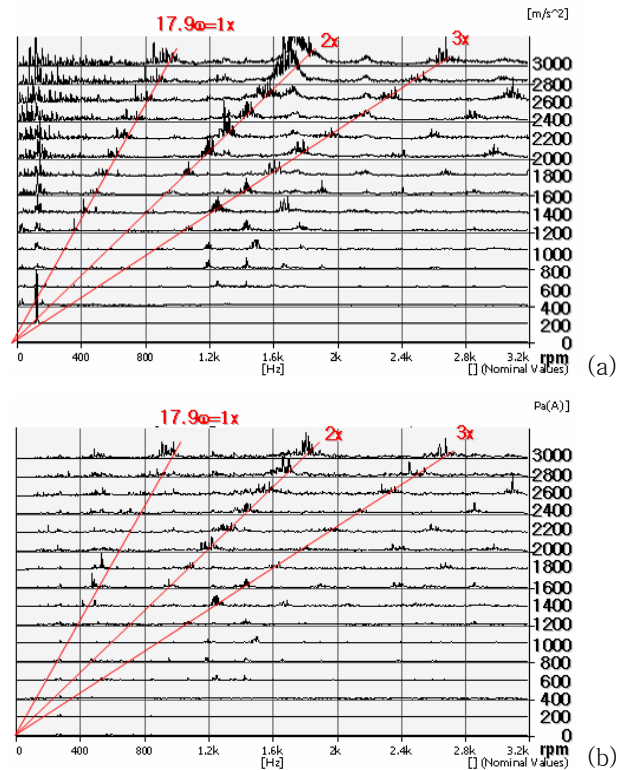 [m/s^2]
17.9ω=1x
2x
3x
3000
2800
2600
2400
2200
2000
1800
1600
1400
1200
1000
800
600
400
200
0
0 400 800 1.2k 1.6k 2k 2.4k 2.8k 3.2k rpm
[Hz] [] (Nominal Values)
(a)
Pa(A)]
17.9ω=1x
2x
3x
3000
2800
2600
2400
2200
2000
1800
1600
1400
1200
1000
800
600
400
200
0
0 400 800 1.2k 1.6k 2k 2.4k 2.8k 3.2k rpm
[Hz] [] (Nominal Values)
(b)